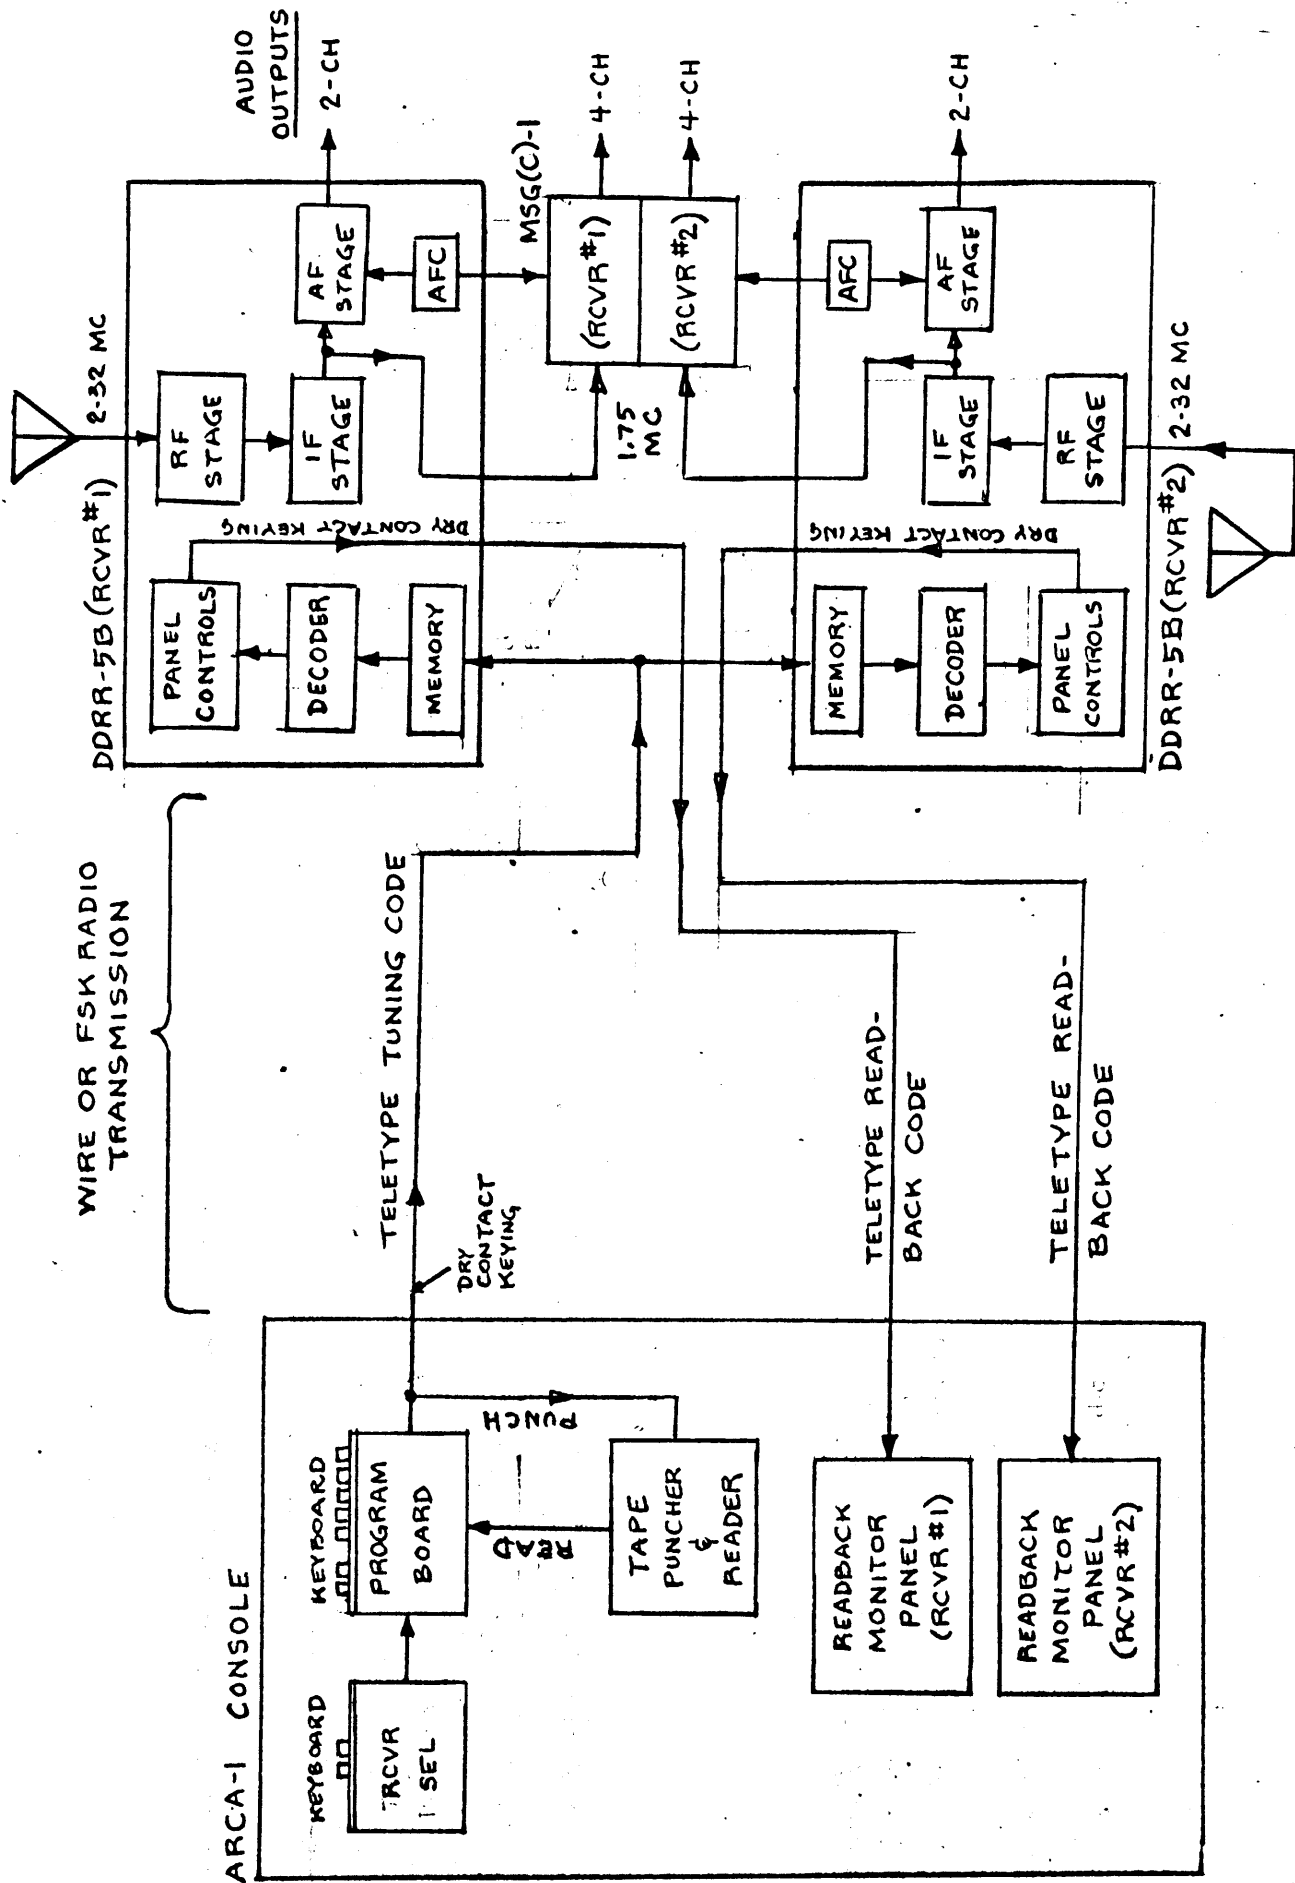 ARCA-1 CONSOLE
KEYBOARD
RCVR
SEL
KEYBOARD
PROGRAM
BOARD
READ
PUNCH
TAPE
PUNCHER
&
READER
READBACK
MONITOR
PANEL
(RCVR #1)
READBACK
MONITOR
PANEL
(RCVR #2)
WIRE OR FSK RADIO
TRANSMISSION
DRY
CONTACT
KEYING
TELETYPE TUNING CODE
TELETYPE READ-
BACK CODE
TELETYPE READ-
BACK CODE
DDRR-5B (RCVR #1)
PANEL
CONTROLS
DECODER
MEMORY
DRY CONTACT KEYING
2-32 MC
RF
STAGE
IF
STAGE
AF
STAGE
AFC
AUDIO
OUTPUTS
2-CH
MSG(C)-1
(RCVR #1)
(RCVR #2)
4-CH
4-CH
1.75
MC
MEMORY
DECODER
PANEL
CONTROLS
DRY CONTACT KEYING
AFC
AF
STAGE
IF
STAGE
RF
STAGE
2-CH
2-32 MC
DDRR-5B (RCVR #2)